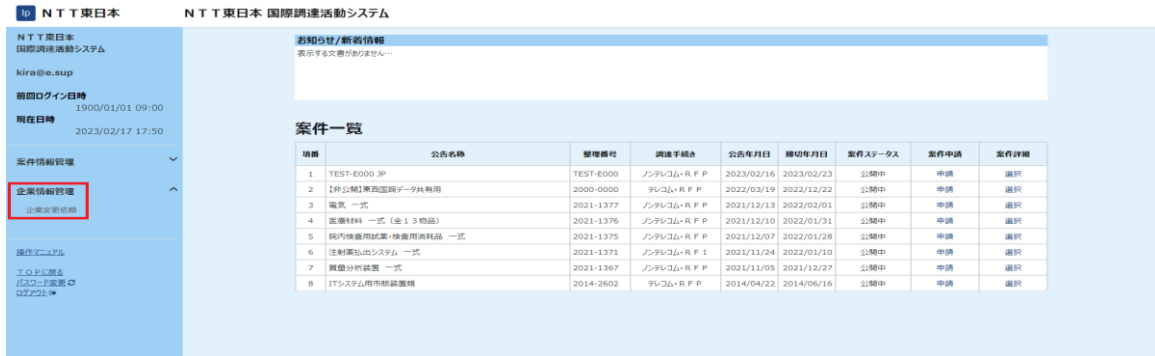 lp NTT東日本 NTT東日本 国際調達活動システム
NTT東日本
国際調達活動システム
kira@e.sup
前回ログイン日時
1900/01/01 09:00
現在日時
2023/02/17 17:50
案件情報管理
企業情報管理
企業変更依頼
操作マニュアル
TOPに戻る
パスワード変更
ログアウト
お知らせ/新着情報
表示する文書がありません…
案件一覧
項番 公告名称 整理番号 調達手続き 公告年月日 締切年月日 案件ステータス 案件申請 案件詳細
1 TEST-E000 JP TEST-E000 ノンテレコム・RFP 2023/02/16 2023/02/23 公開中 申請 選択
2 【非公開】東西国調データ共有用 2000-0000 テレコム・RFP 2022/03/19 2022/12/22 公開中 申請 選択
3 電気 一式 2021-1377 ノンテレコム・RFP 2021/12/13 2022/02/01 公開中 申請 選択
4 医療材料 一式(全13物品) 2021-1376 ノンテレコム・RFP 2021/12/10 2022/01/31 公開中 申請 選択
5 院内検査用試薬・検査用消耗品 一式 2021-1375 ノンテレコム・RFP 2021/12/07 2022/01/28 公開中 申請 選択
6 注射薬払出システム 一式 2021-1371 ノンテレコム・RFI 2021/11/24 2022/01/10 公開中 申請 選択
7 質量分析装置 一式 2021-1367 ノンテレコム・RFP 2021/11/05 2021/12/27 公開中 申請 選択
8 ITシステム用市販装置類 2014-2602 テレコム・RFP 2014/04/22 2014/06/16 公開中 申請 選択